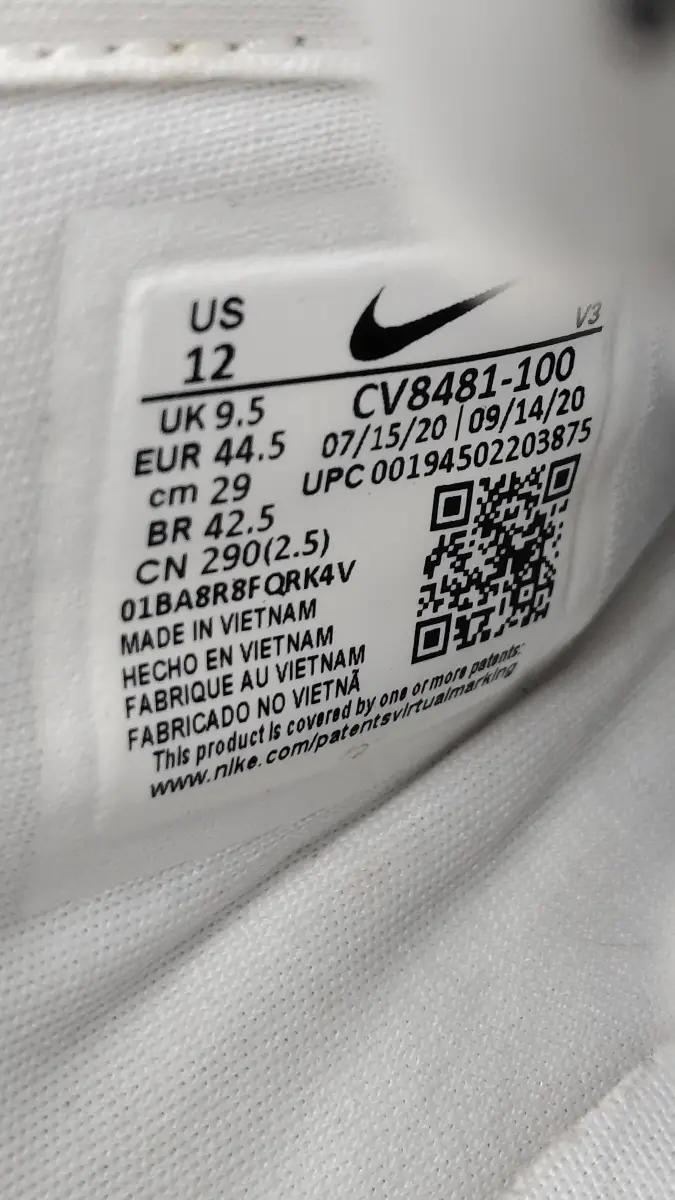 US
12
V3
UK 9.5
CV8481-100
EUR 44.5
07/15/20 | 09/14/20
cm 29
UPC 00194502203875
BR 42.5
CN 290(2.5)
01BA8R8FQRK4V
MADE IN VIETNAM
HECHO EN VIETNAM
FABRIQUE AU VIETNAM
FABRICADO NO VIETNÃ
This product is covered by one or more patents:
www.nike.com/patentsvirtualmarking